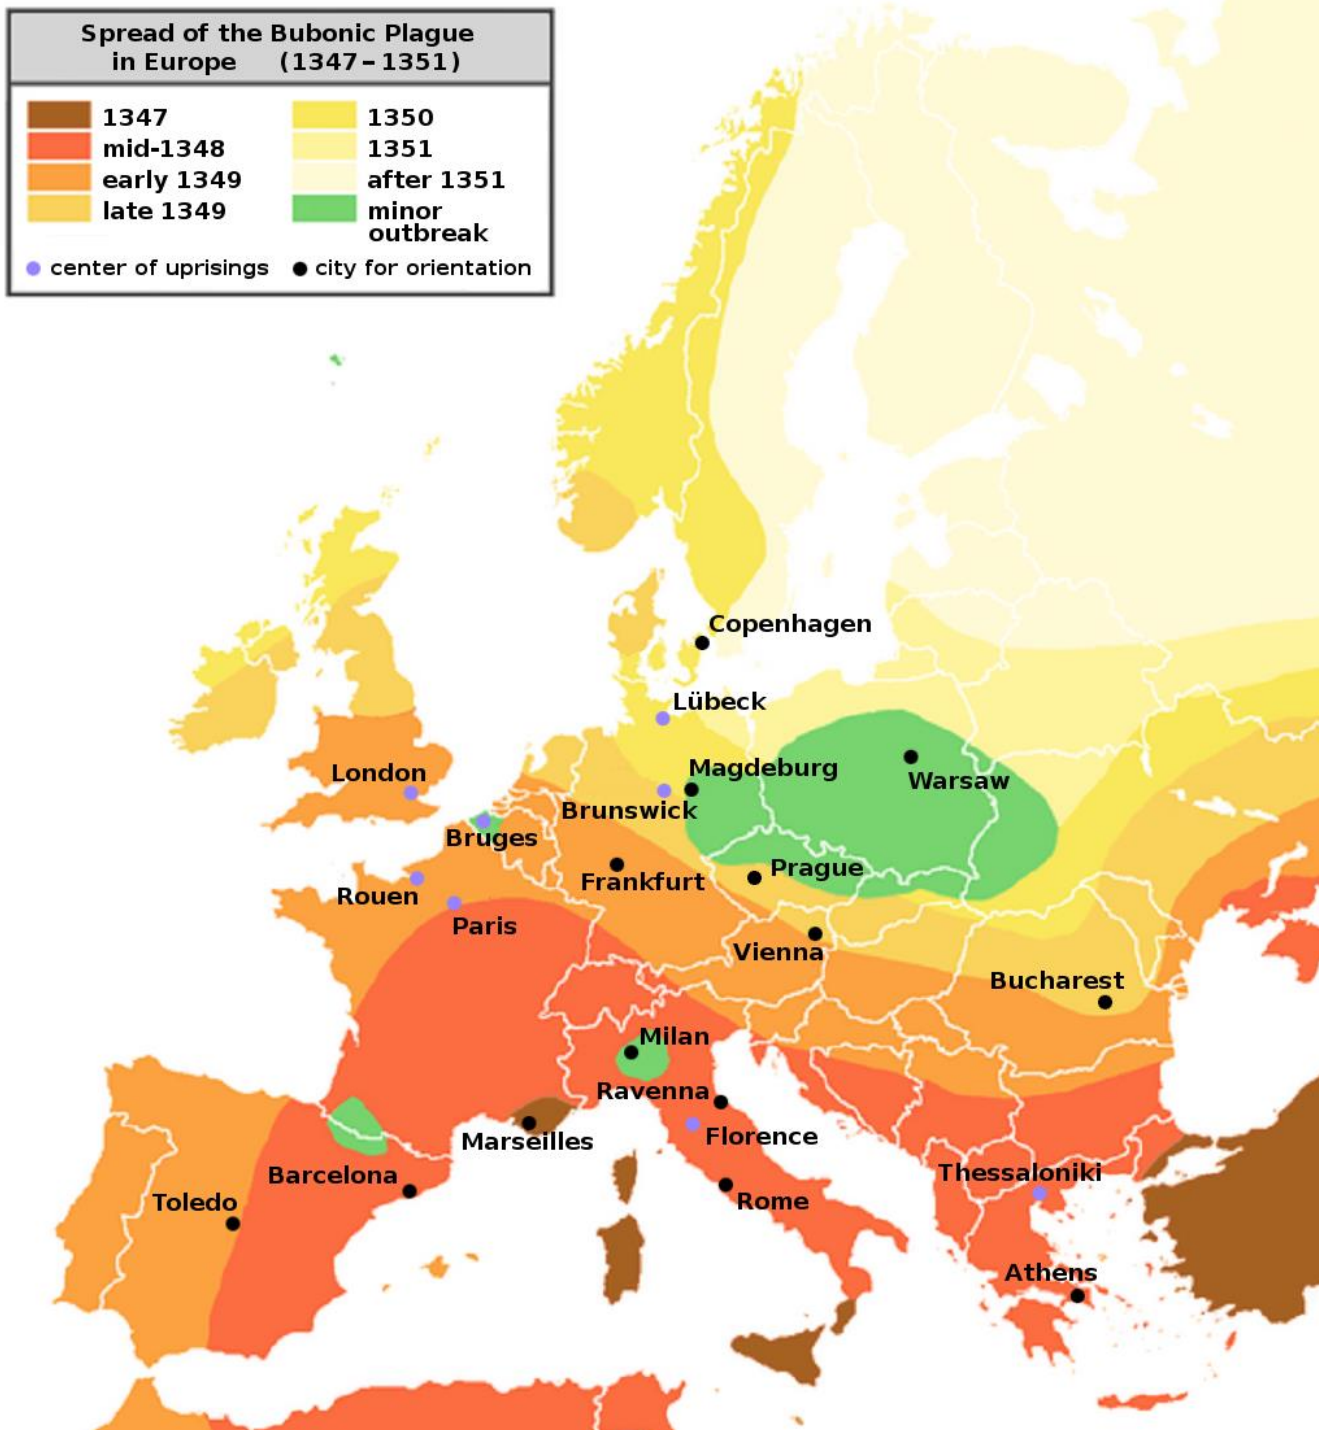 Spread of the Bubonic Plague
in Europe (1347–1351)
1347
mid-1348
early 1349
late 1349
1350
1351
after 1351
minor
outbreak
center of uprisings
city for orientation
Copenhagen
Lübeck
Magdeburg
Warsaw
London
Brunswick
Bruges
Prague
Frankfurt
Rouen
Paris
Vienna
Bucharest
Milan
Ravenna
Marseilles
Florence
Barcelona
Thessaloniki
Toledo
Rome
Athens